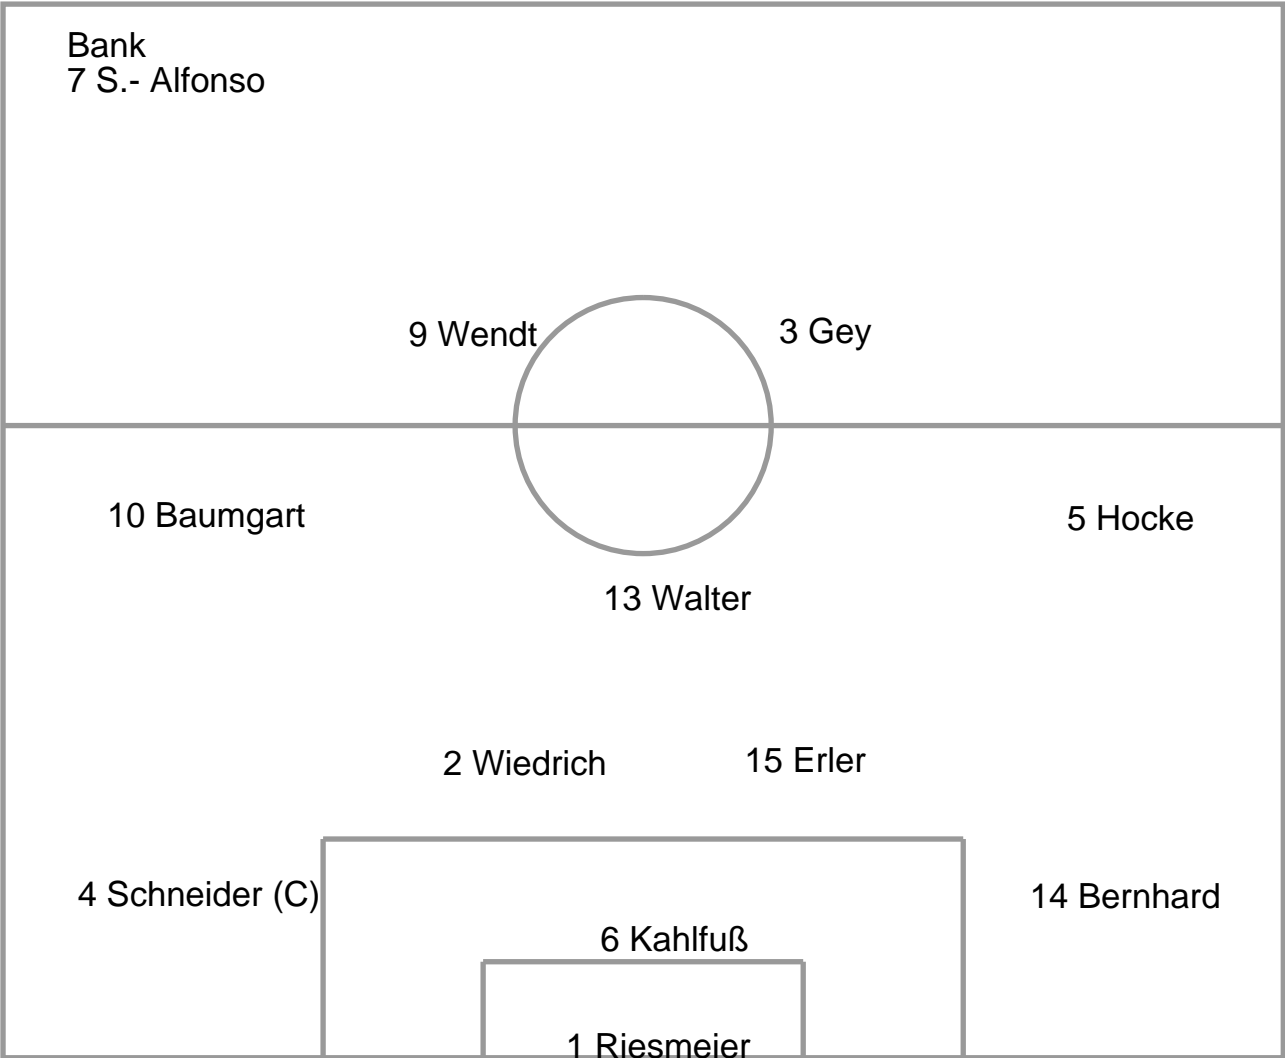 Bank
7 S.- Alfonso
9 Wendt
3 Gey
10 Baumgart
5 Hocke
13 Walter
2 Wiedrich
15 Erler
4 Schneider (C)
14 Bernhard
6 Kahlfuß
1 Riesmeier